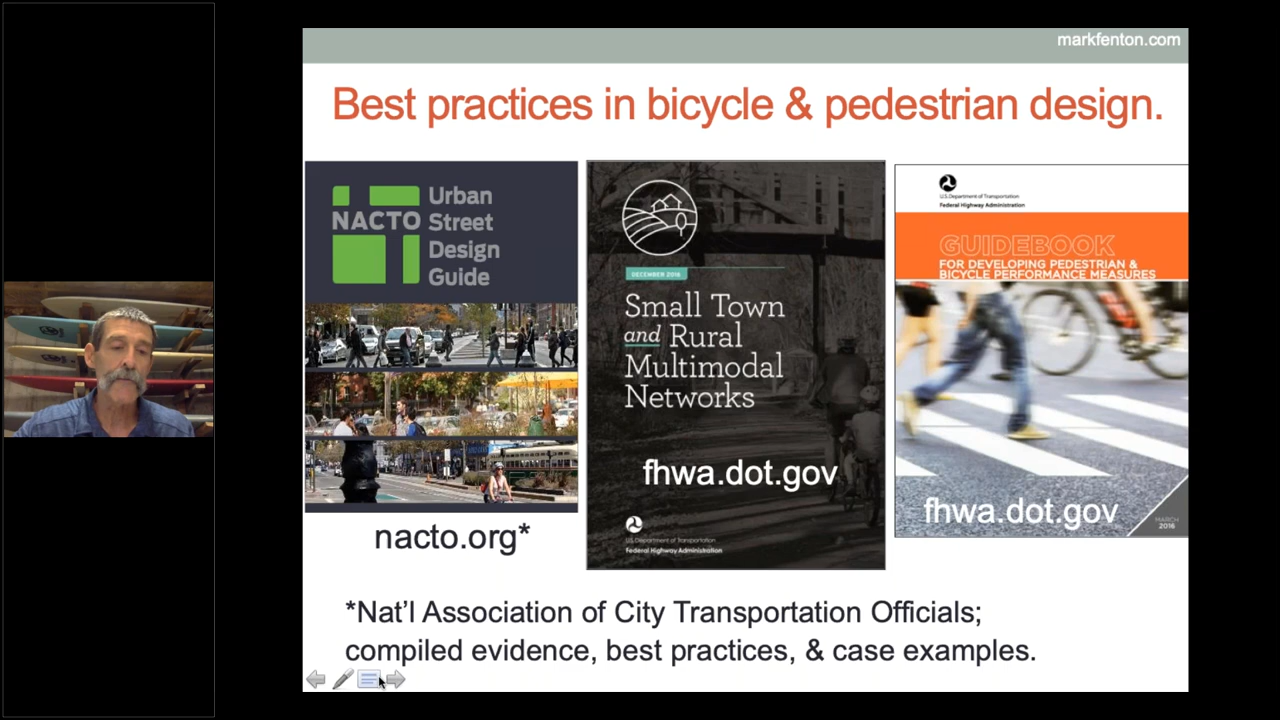 markfenton.com
Best practices in bicycle & pedestrian design.
NACTO
Urban
Street
Design
Guide
nacto.org*
DECEMBER 2016
Small Town
and Rural
Multimodal
Networks
fhwa.dot.gov
U.S. Department of Transportation
Federal Highway Administration
U.S. Department of Transportation
Federal Highway Administration
GUIDEBOOK
FOR DEVELOPING PEDESTRIAN &
BICYCLE PERFORMANCE MEASURES
fhwa.dot.gov
MARCH
2016
*Nat’l Association of City Transportation Officials;
compiled evidence, best practices, & case examples.